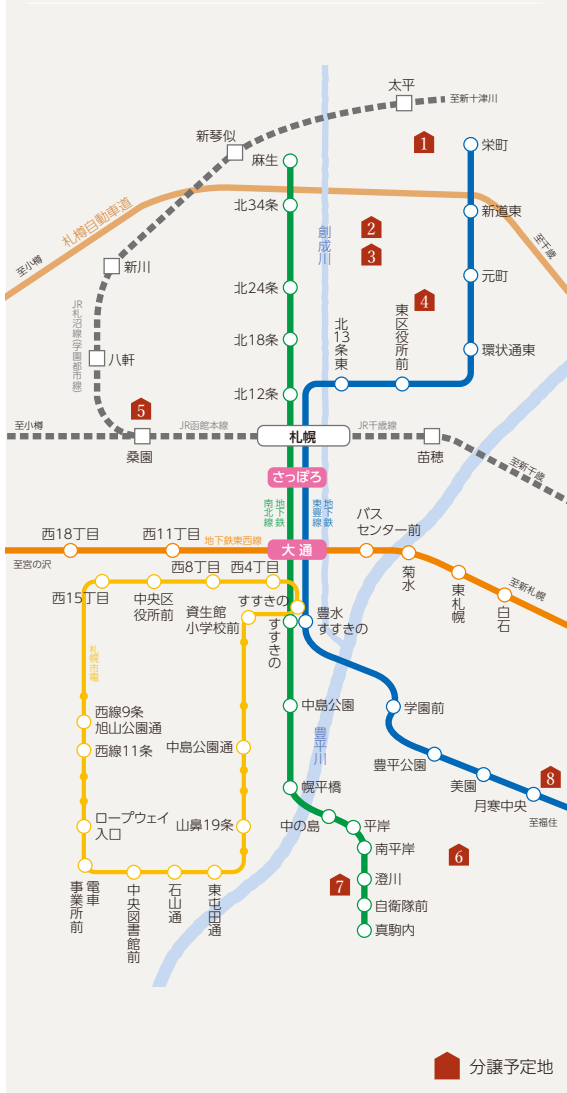 太平
至新十津川
新琴似
麻生
1
栄町
札樽自動車道
北34条
2
新道東
創成川
3
至千歳
至小樽
新川
元町
北24条
4
JR札沼線(学園都市線)
北18条
北13条東
東区役所前
環状通東
八軒
北12条
5
至小樽
JR函館本線
札幌
JR千歳線
桑園
苗穂
至新千歳
さっぽろ
地下鉄
南北線
地下鉄
東豊線
バス
センター前
西18丁目
西11丁目
地下鉄東西線
大通
至宮の沢
菊水
東札幌
白石
至新札幌
西15丁目
中央区
役所前
西8丁目
西4丁目
資生館
小学校前
すすきの
すすきの
豊水
すすきの
札幌市電
西線9条
旭山公園通
中島公園
学園前
西線11条
中島公園通
豊平川
豊平公園
美園
8
月寒中央
至福住
幌平橋
ロープウェイ
入口
山鼻19条
中の島
平岸
南平岸
6
7
澄川
自衛隊前
真駒内
電車
事業所前
中央図書館前
石山通
東屯田通
分譲予定地